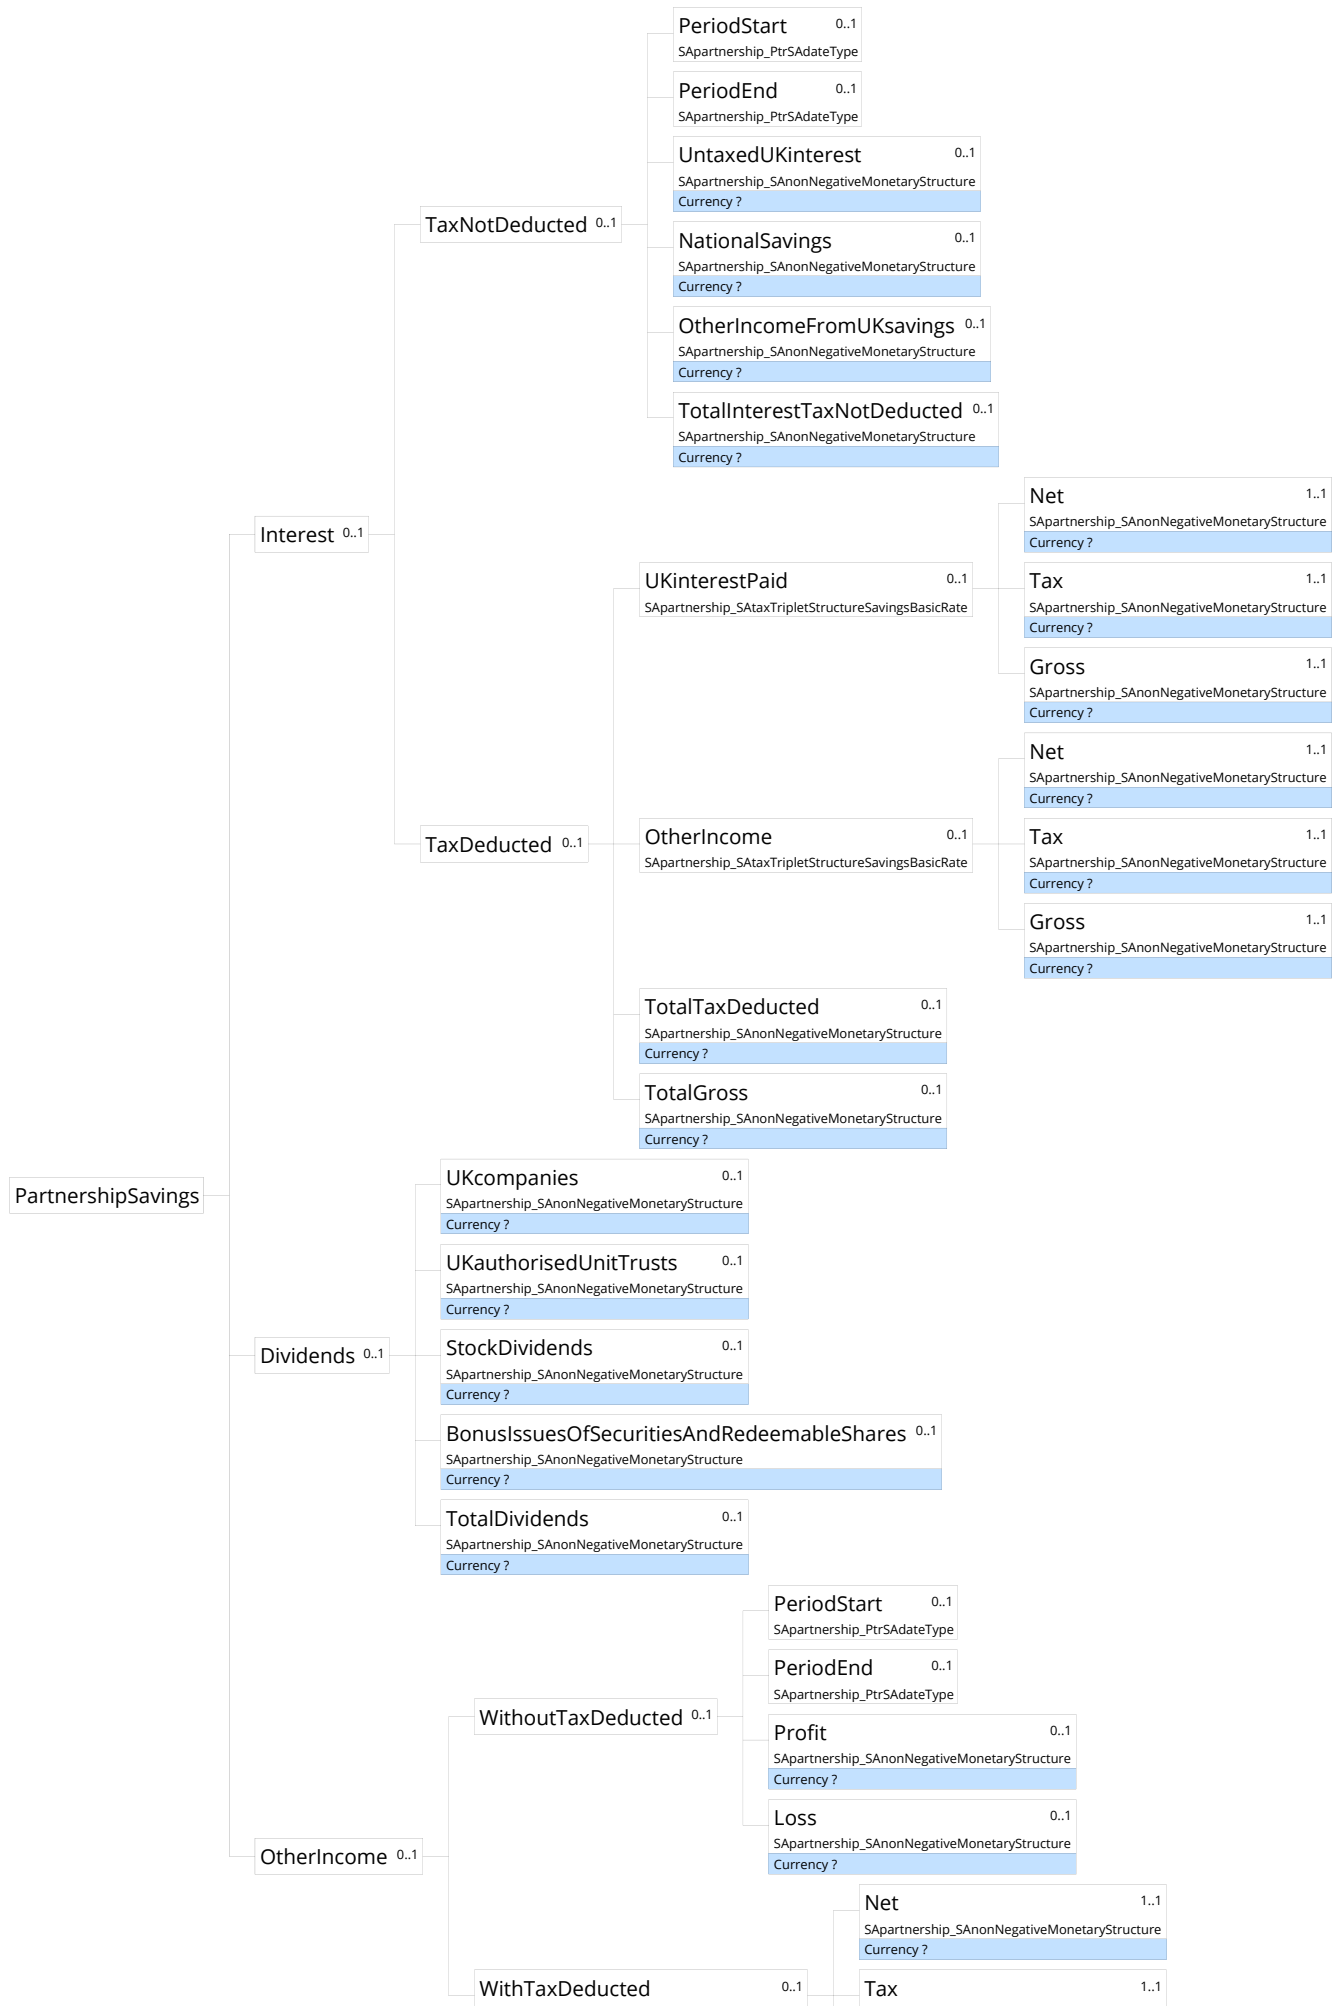 PeriodStart 0..1
SApartnership_PtrSAdateType
PeriodEnd 0..1
SApartnership_PtrSAdateType
UntaxedUKinterest 0..1
SApartnership_SAnonNegativeMonetaryStructure
Currency ?
TaxNotDeducted 0..1
NationalSavings 0..1
SApartnership_SAnonNegativeMonetaryStructure
Currency ?
OtherIncomeFromUKsavings 0..1
SApartnership_SAnonNegativeMonetaryStructure
Currency ?
TotalInterestTaxNotDeducted 0..1
SApartnership_SAnonNegativeMonetaryStructure
Currency ?
Interest 0..1
Net 1..1
SApartnership_SAnonNegativeMonetaryStructure
Currency ?
UKinterestPaid 0..1
SApartnership_SAtaxTripletStructureSavingsBasicRate
Tax 1..1
SApartnership_SAnonNegativeMonetaryStructure
Currency ?
Gross 1..1
SApartnership_SAnonNegativeMonetaryStructure
Currency ?
Net 1..1
SApartnership_SAnonNegativeMonetaryStructure
Currency ?
TaxDeducted 0..1
OtherIncome 0..1
SApartnership_SAtaxTripletStructureSavingsBasicRate
Tax 1..1
SApartnership_SAnonNegativeMonetaryStructure
Currency ?
Gross 1..1
SApartnership_SAnonNegativeMonetaryStructure
Currency ?
TotalTaxDeducted 0..1
SApartnership_SAnonNegativeMonetaryStructure
Currency ?
TotalGross 0..1
SApartnership_SAnonNegativeMonetaryStructure
Currency ?
PartnershipSavings
UKcompanies 0..1
SApartnership_SAnonNegativeMonetaryStructure
Currency ?
UKauthorisedUnitTrusts 0..1
SApartnership_SAnonNegativeMonetaryStructure
Currency ?
Dividends 0..1
StockDividends 0..1
SApartnership_SAnonNegativeMonetaryStructure
Currency ?
BonusIssuesOfSecuritiesAndRedeemableShares 0..1
SApartnership_SAnonNegativeMonetaryStructure
Currency ?
TotalDividends 0..1
SApartnership_SAnonNegativeMonetaryStructure
Currency ?
PeriodStart 0..1
SApartnership_PtrSAdateType
PeriodEnd 0..1
SApartnership_PtrSAdateType
WithoutTaxDeducted 0..1
Profit 0..1
SApartnership_SAnonNegativeMonetaryStructure
Currency ?
Loss 0..1
SApartnership_SAnonNegativeMonetaryStructure
Currency ?
OtherIncome 0..1
Net 1..1
SApartnership_SAnonNegativeMonetaryStructure
Currency ?
WithTaxDeducted 0..1
Tax 1..1